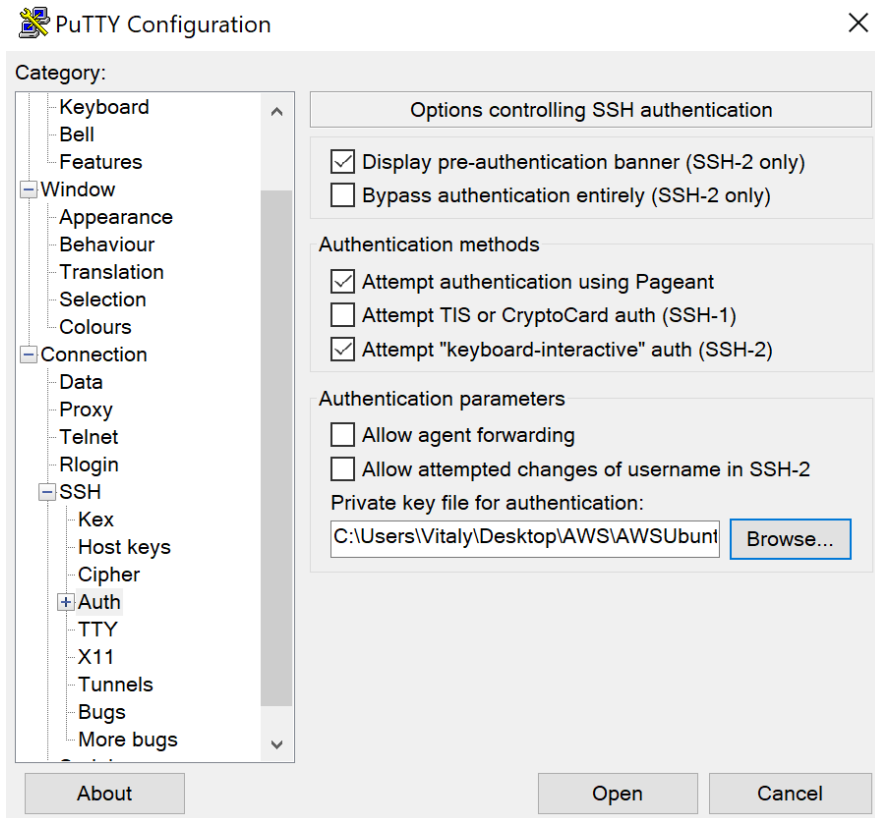 PuTTY Configuration
Category:
Keyboard
Bell
Features
Window
Appearance
Behaviour
Translation
Selection
Colours
Connection
Data
Proxy
Telnet
Rlogin
SSH
Kex
Host keys
Cipher
Auth
TTY
X11
Tunnels
Bugs
More bugs
Options controlling SSH authentication
Display pre-authentication banner (SSH-2 only)
Bypass authentication entirely (SSH-2 only)
Authentication methods
Attempt authentication using Pageant
Attempt TIS or CryptoCard auth (SSH-1)
Attempt "keyboard-interactive" auth (SSH-2)
Authentication parameters
Allow agent forwarding
Allow attempted changes of username in SSH-2
Private key file for authentication:
C:\Users\Vitaly\Desktop\AWS\AWSUbunt
Browse...
About
Open
Cancel